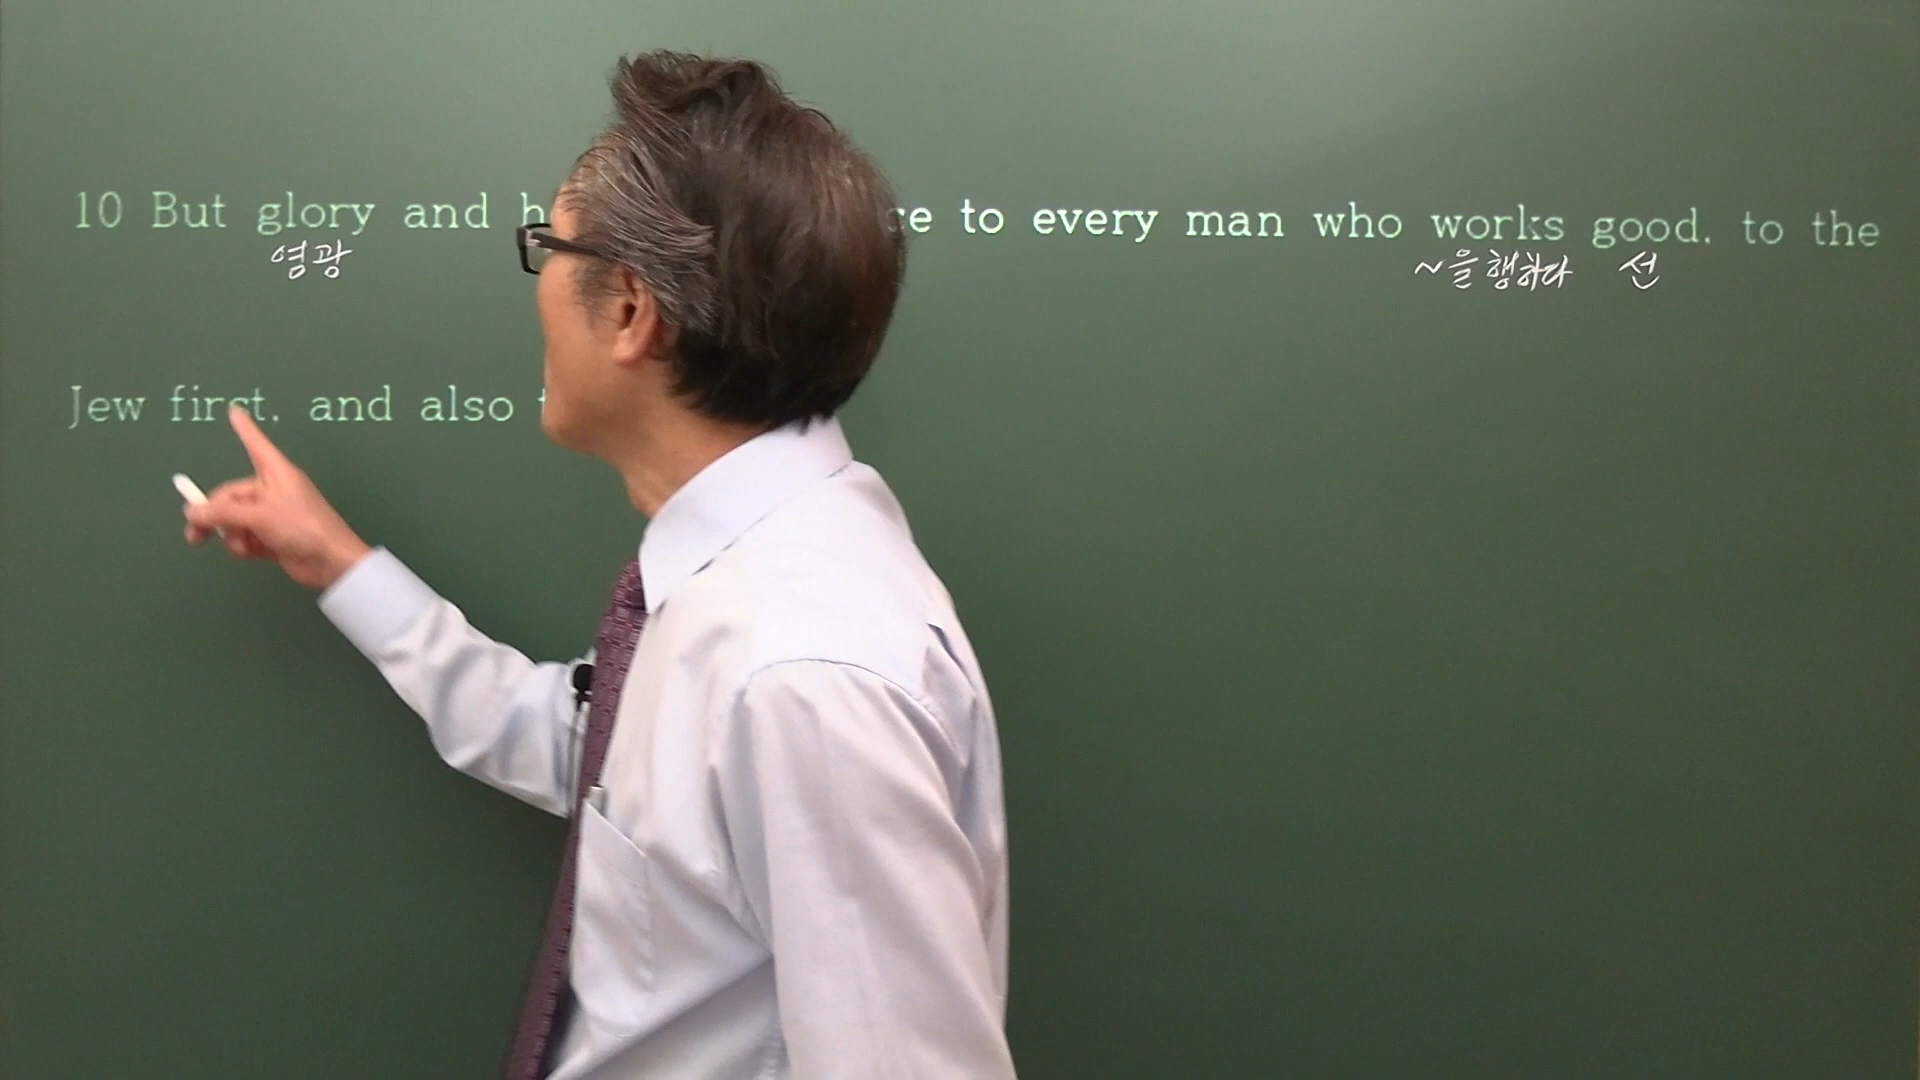 10 But glory and to every man who works good. to the
영광 ~을 행하다 선
Jew first. and also